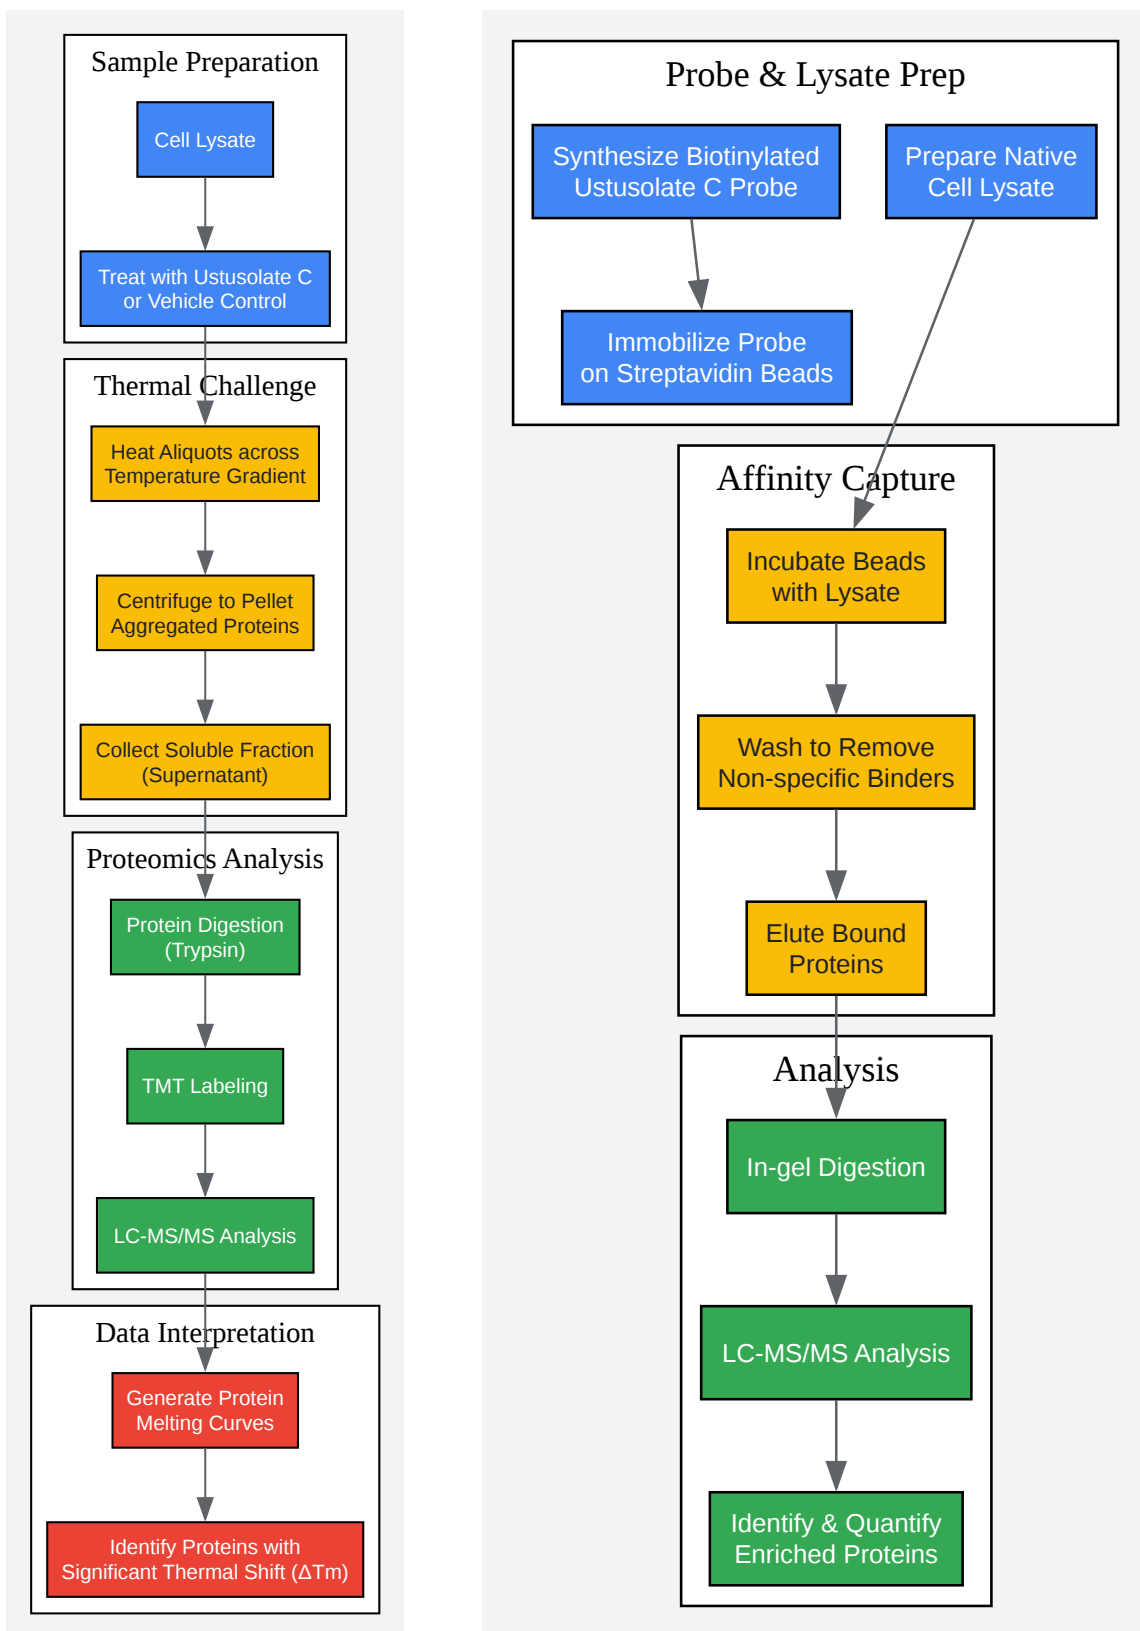 Sample Preparation
Cell Lysate
Treat with Ustusolate C
or Vehicle Control
Thermal Challenge
Heat Aliquots across
Temperature Gradient
Centrifuge to Pellet
Aggregated Proteins
Collect Soluble Fraction
(Supernatant)
Proteomics Analysis
Protein Digestion
(Trypsin)
TMT Labeling
LC-MS/MS Analysis
Data Interpretation
Generate Protein
Melting Curves
Identify Proteins with
Significant Thermal Shift (ΔTm)
Probe & Lysate Prep
Synthesize Biotinylated
Ustusolate C Probe
Prepare Native
Cell Lysate
Immobilize Probe
on Streptavidin Beads
Affinity Capture
Incubate Beads
with Lysate
Wash to Remove
Non-specific Binders
Elute Bound
Proteins
Analysis
In-gel Digestion
LC-MS/MS Analysis
Identify & Quantify
Enriched Proteins